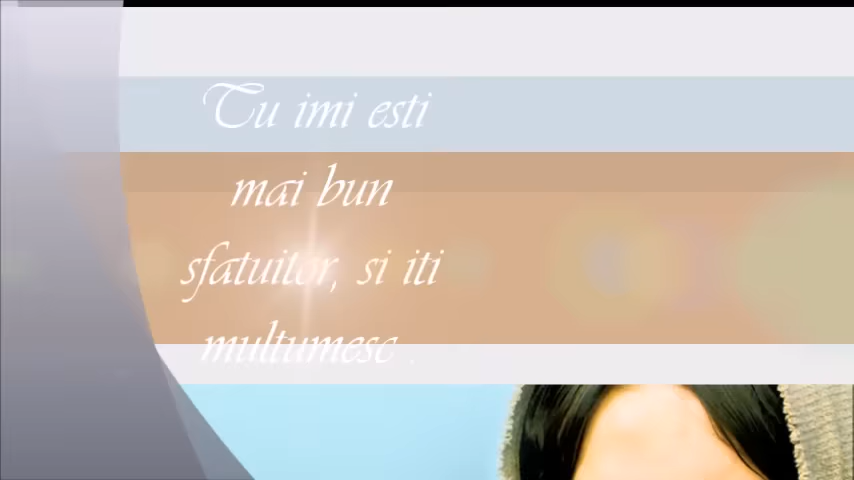 Tu imi esti
mai bun
sfatuitor, si iti
multumesc .